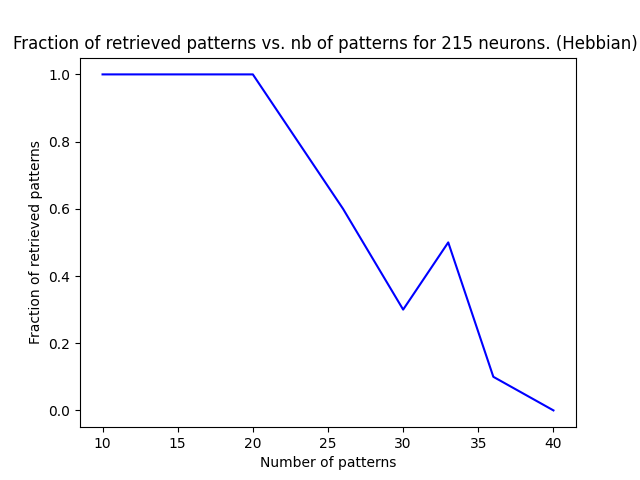 Fraction of retrieved patterns vs. nb of patterns for 215 neurons. (Hebbian)
1.0
0.8
0.6
0.4
0.2
0.0
Fraction of retrieved patterns
10 15 20 25 30 35 40
Number of patterns